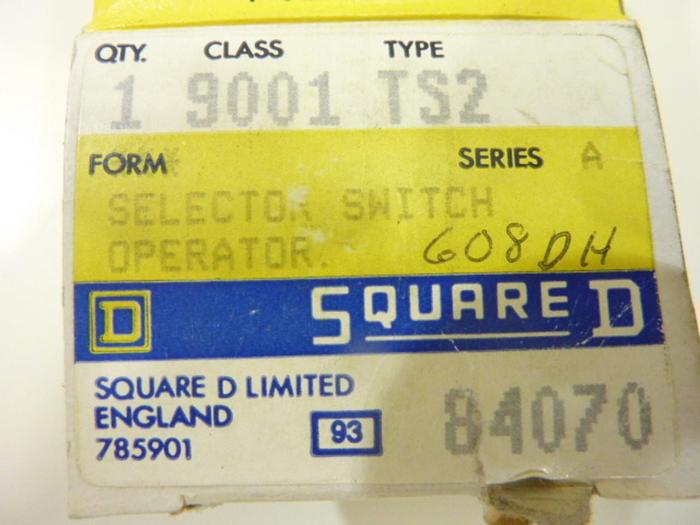 QTY. CLASS TYPE
1 9001 TS2
FORM SERIES A
SELECTOR SWITCH
OPERATOR. 608DH
D SQUARE D
SQUARE D LIMITED
ENGLAND
785901 93 84070